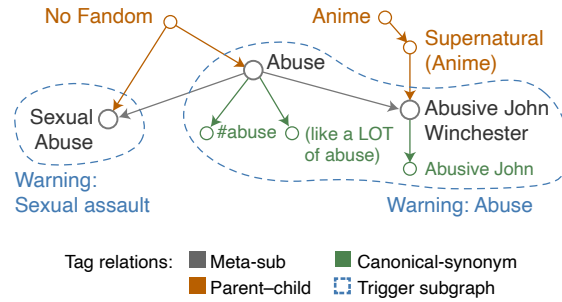 No Fandom
Anime
Supernatural
(Anime)
Abuse
Sexual
Abuse
#abuse
(like a LOT
of abuse)
Abusive John
Winchester
Abusive John
Warning:
Sexual assault
Warning: Abuse
Tag relations:
Meta-sub
Canonical-synonym
Parent–child
Trigger subgraph